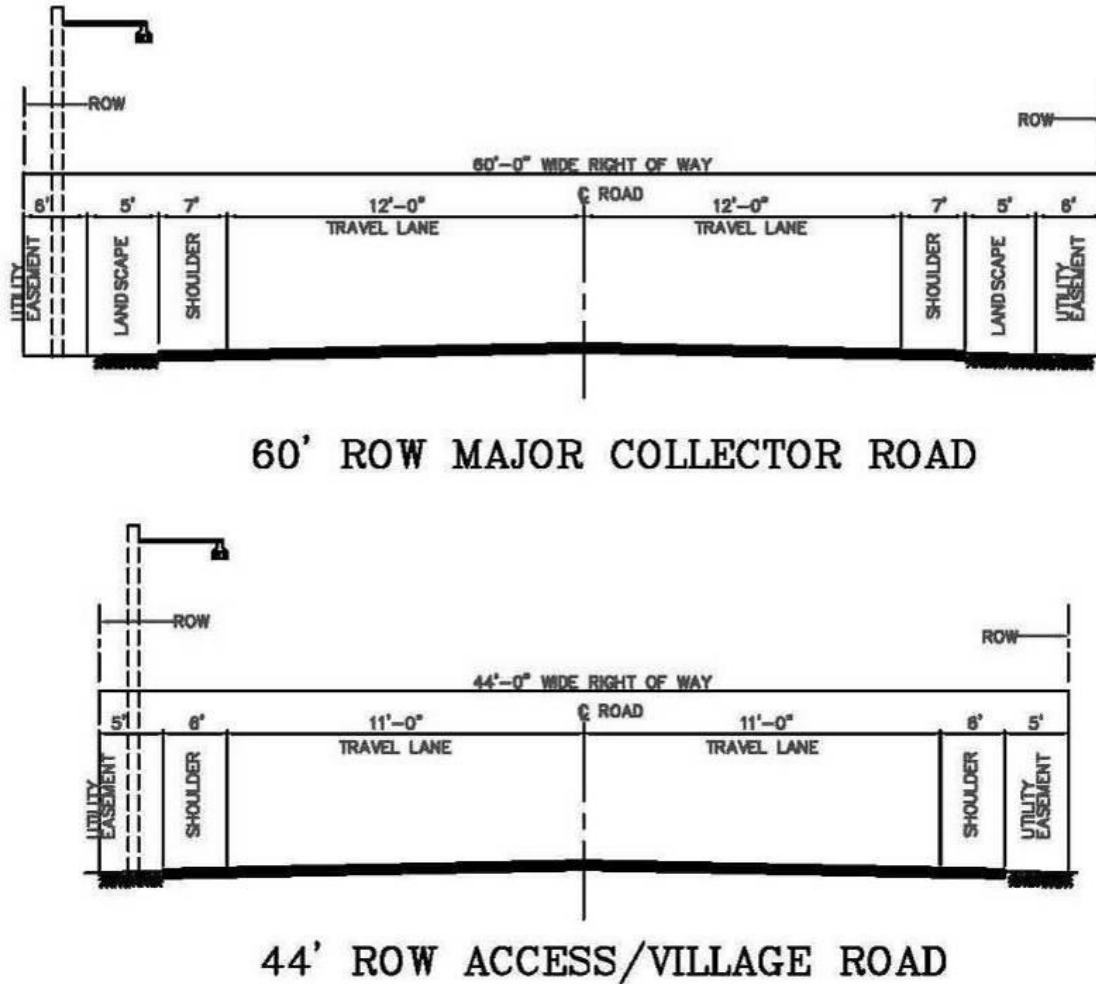 ROW
ROW
60'-0" WIDE RIGHT OF WAY
℄ ROAD
6' 5' 7' 12'-0" 12'-0" 7' 5' 6'
TRAVEL LANE TRAVEL LANE
UTILITY EASEMENT LANDSCAPE SHOULDER SHOULDER LANDSCAPE UTILITY EASEMENT
60' ROW MAJOR COLLECTOR ROAD
ROW
ROW
44'-0" WIDE RIGHT OF WAY
℄ ROAD
5' 6' 11'-0" 11'-0" 6' 5'
TRAVEL LANE TRAVEL LANE
UTILITY EASEMENT SHOULDER SHOULDER UTILITY EASEMENT
44' ROW ACCESS/VILLAGE ROAD